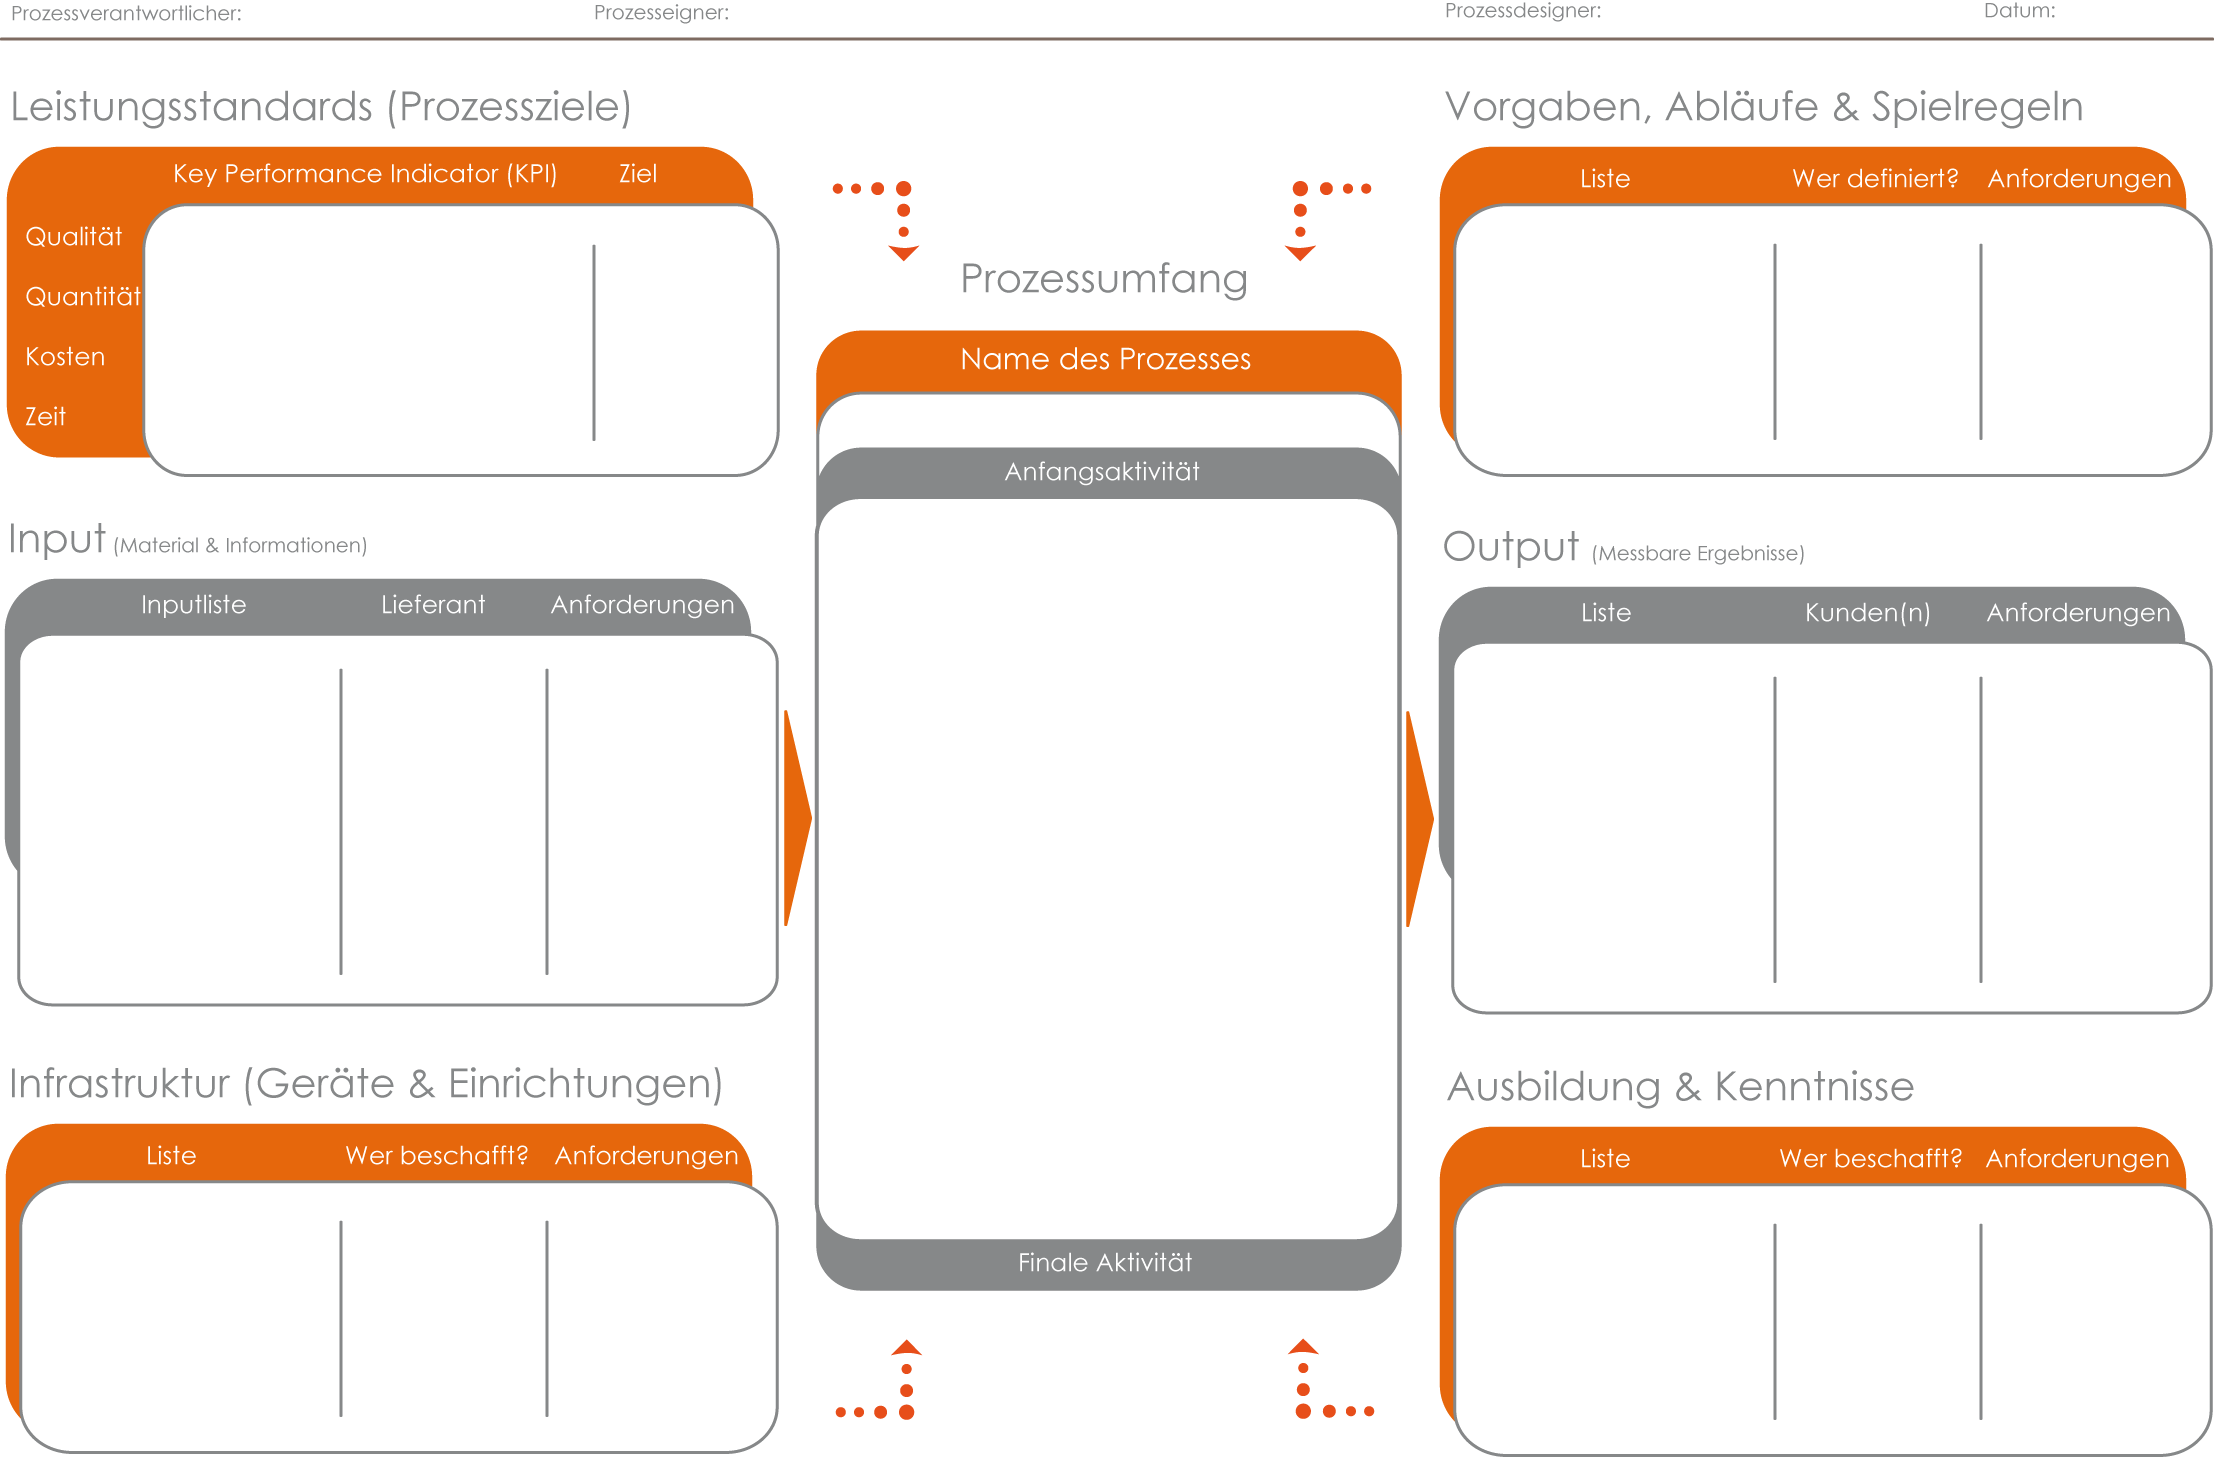 Prozessverantwortlicher: Prozesseigner: Prozessdesigner: Datum:
Leistungsstandards (Prozessziele)
Key Performance Indicator (KPI) Ziel
Qualität
Quantität
Kosten
Zeit
Vorgaben, Abläufe & Spielregeln
Liste Wer definiert? Anforderungen
Prozessumfang
Name des Prozesses
Anfangsaktivität
Finale Aktivität
Input (Material & Informationen)
Inputliste Lieferant Anforderungen
Output (Messbare Ergebnisse)
Liste Kunden(n) Anforderungen
Infrastruktur (Geräte & Einrichtungen)
Liste Wer beschafft? Anforderungen
Ausbildung & Kenntnisse
Liste Wer beschafft? Anforderungen